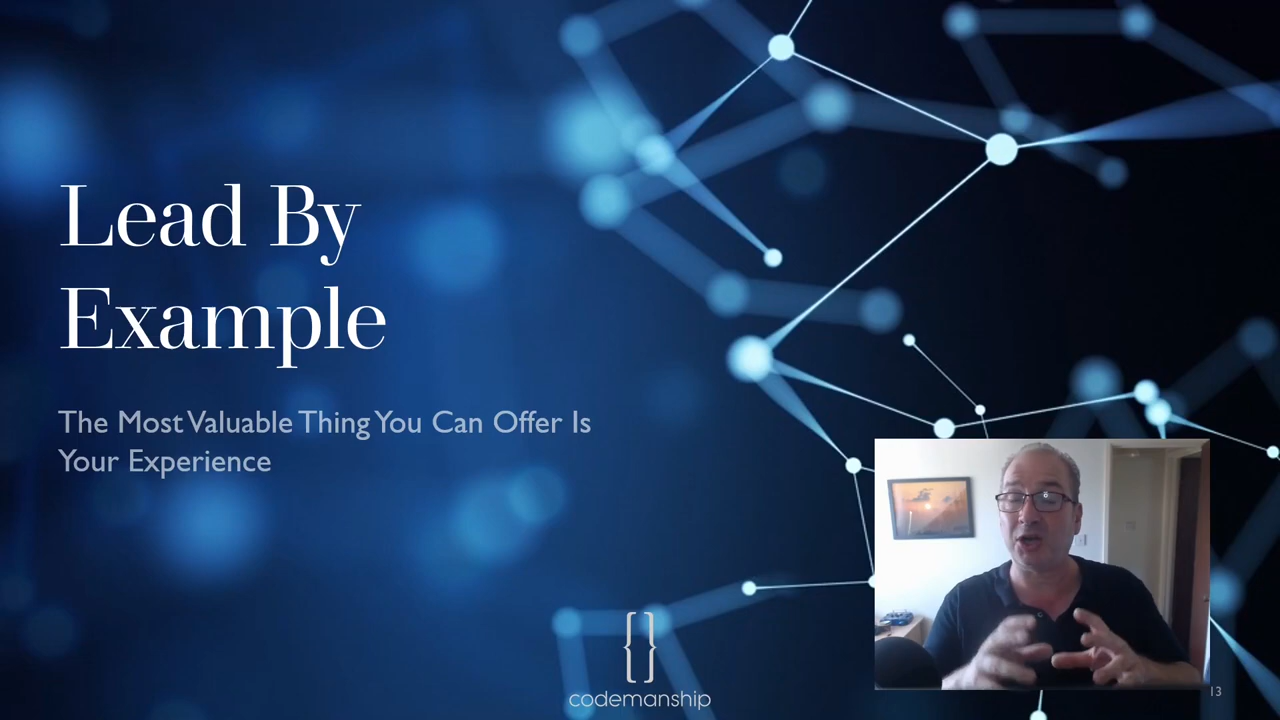 Lead By
Example
The Most Valuable Thing You Can Offer Is
Your Experience
{}
codemanship
13